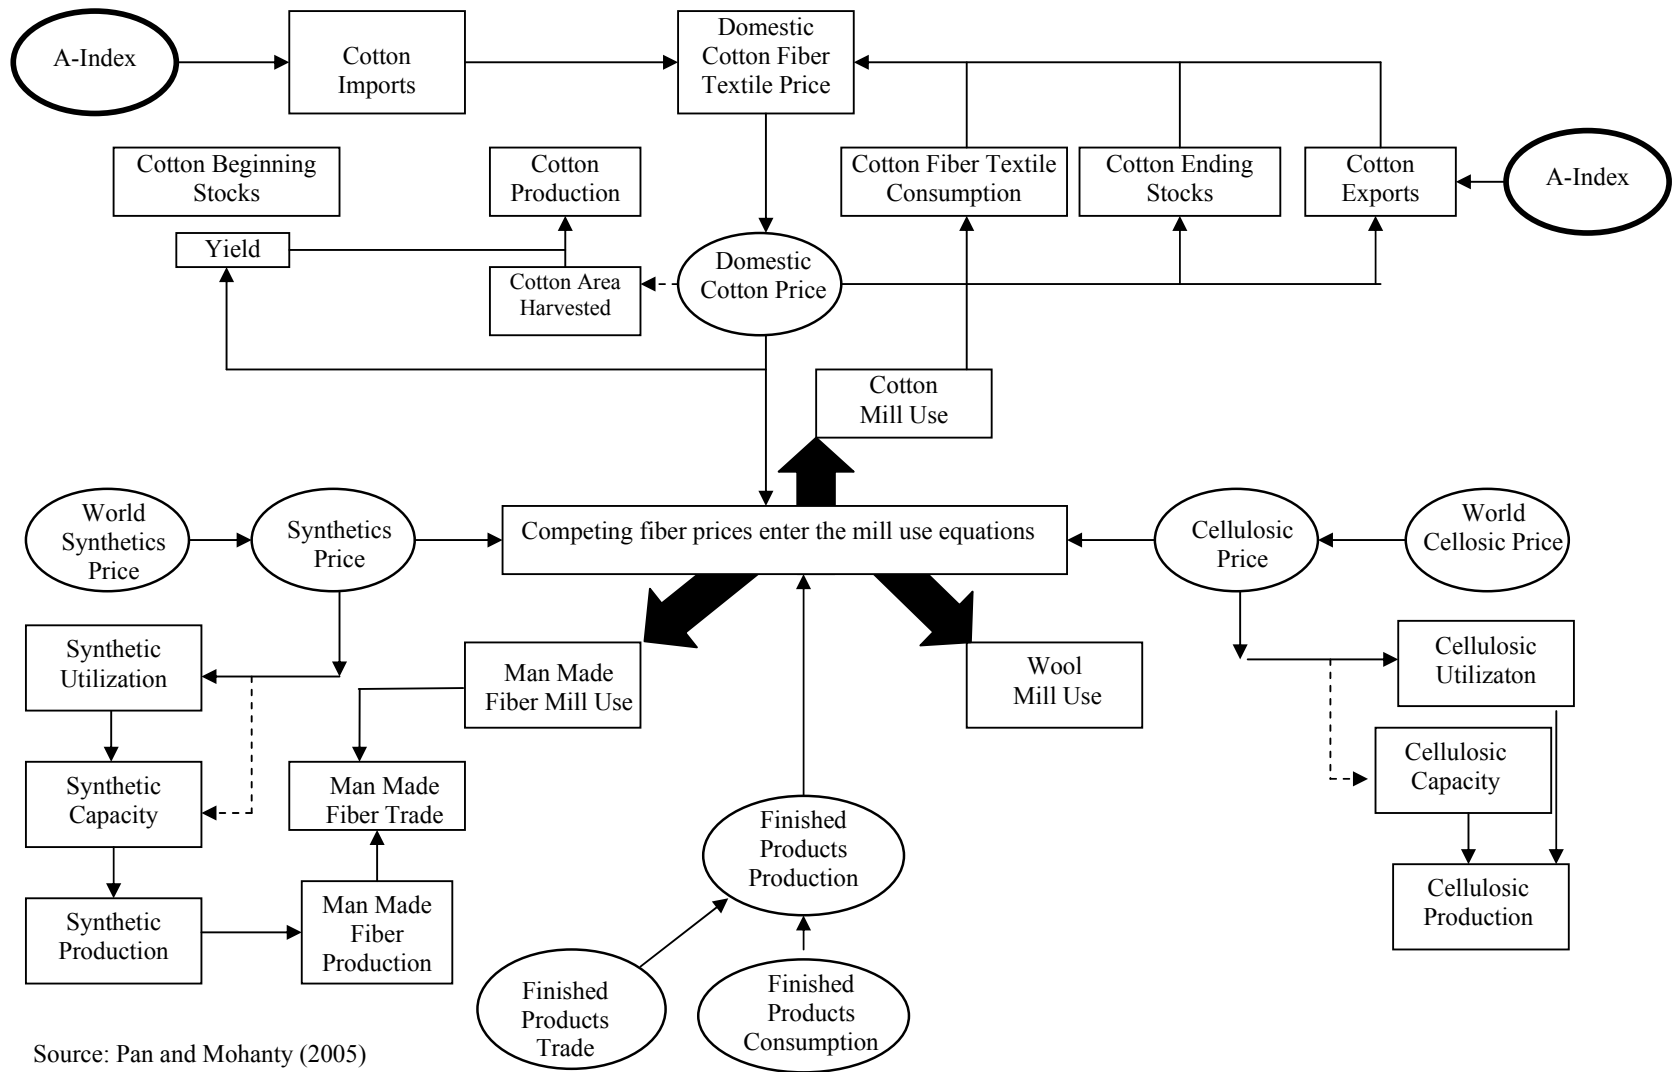 A-Index
Cotton
Imports
Domestic
Cotton Fiber
Textile Price
Cotton Beginning
Stocks
Cotton
Production
Cotton Fiber Textile
Consumption
Cotton Ending
Stocks
Cotton
Exports
A-Index
Yield
Cotton Area
Harvested
Domestic
Cotton Price
Cotton
Mill Use
World
Synthetics
Price
Synthetics
Price
Competing fiber prices enter the mill use equations
Cellulosic
Price
World
Cellosic Price
Synthetic
Utilization
Man Made
Fiber Mill Use
Wool
Mill Use
Cellulosic
Utilizaton
Synthetic
Capacity
Man Made
Fiber Trade
Cellulosic
Capacity
Finished
Products
Production
Synthetic
Production
Man Made
Fiber
Production
Cellulosic
Production
Finished
Products
Trade
Finished
Products
Consumption
Source: Pan and Mohanty (2005)